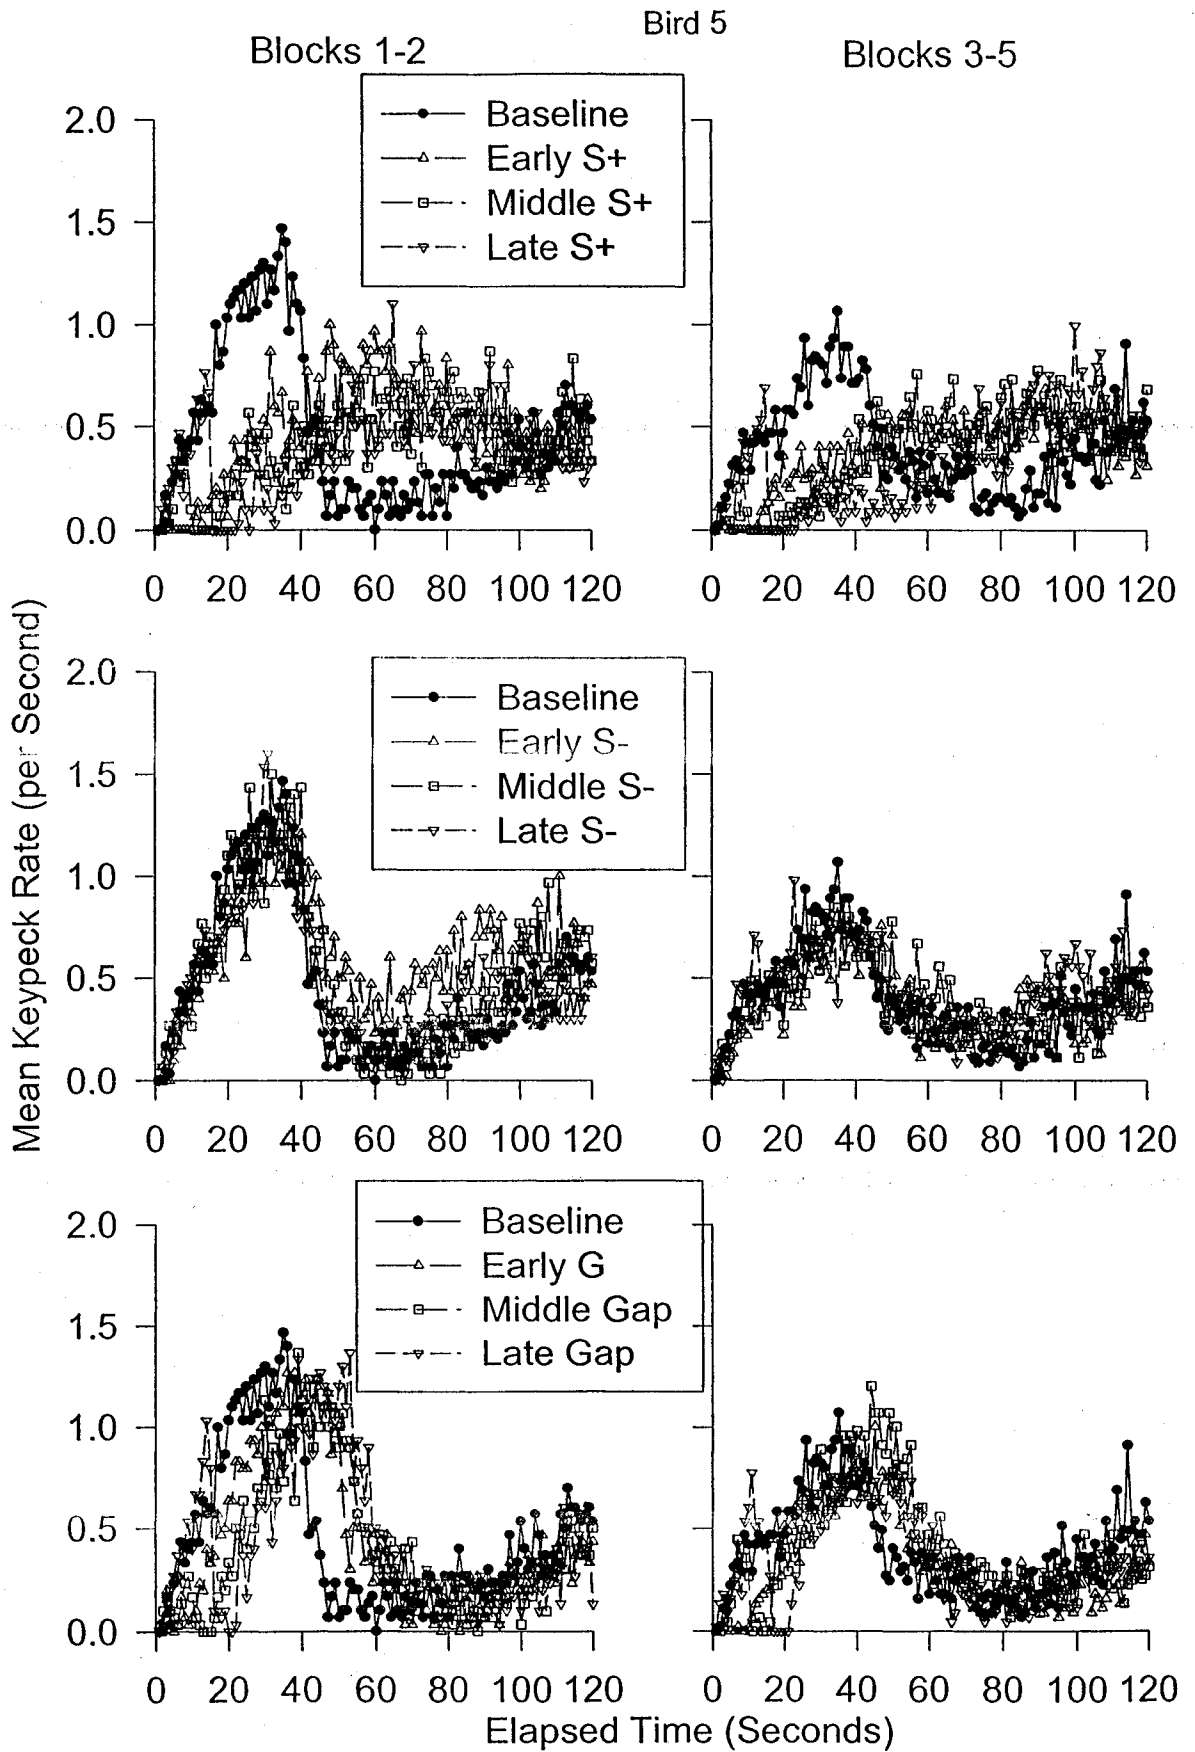 Bird 5
Blocks 1-2
Blocks 3-5
Baseline
Early S+
Middle S+
Late S+
2.0
1.5
1.0
0.5
0.0
0 20 40 60 80 100 120
0 20 40 60 80 100 120
Mean Keypeck Rate (per Second)
Baseline
Early S-
Middle S-
Late S-
2.0
1.5
1.0
0.5
0.0
0 20 40 60 80 100 120
0 20 40 60 80 100 120
Baseline
Early G
Middle Gap
Late Gap
2.0
1.5
1.0
0.5
0.0
0 20 40 60 80 100 120
0 20 40 60 80 100 120
Elapsed Time (Seconds)